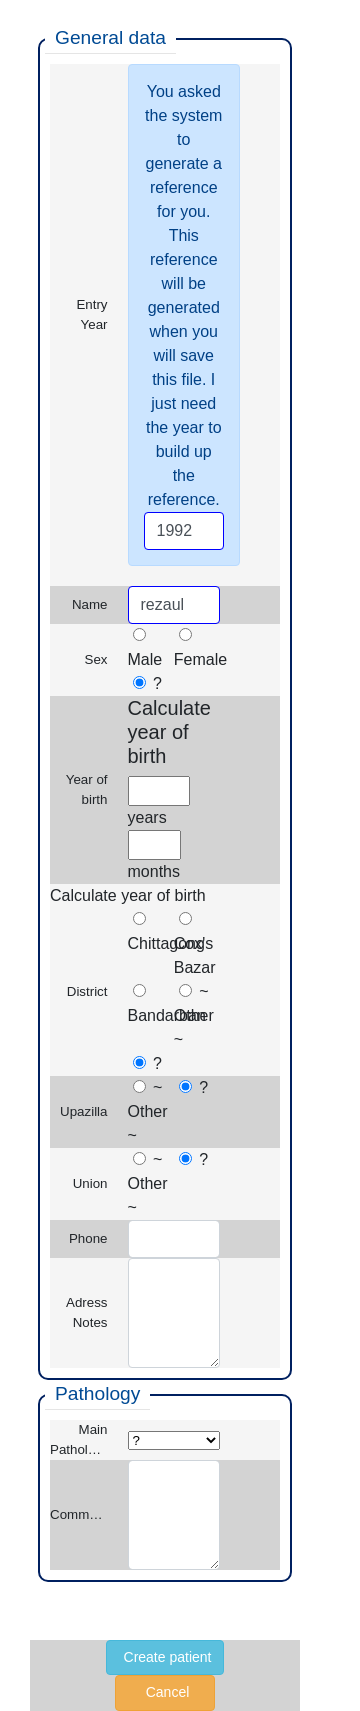 General data
You asked
the system
to
generate a
reference
for you.
This
reference
will be
generated
when you
will save
this file. I
just need
the year to
build up
the
reference.
Entry
Year
1992
Name
rezaul
Sex
Male Female
?
Year of
birth
Calculate
year of
birth
years
months
Calculate year of birth
District
Chittagong Cox's
Bazar
~
Bandarban Other
~
?
Upazilla
~ ?
Other
~
Union
~ ?
Other
~
Phone
Adress
Notes
Pathology
Main
Pathol…
?
Comm…
Create patient
Cancel